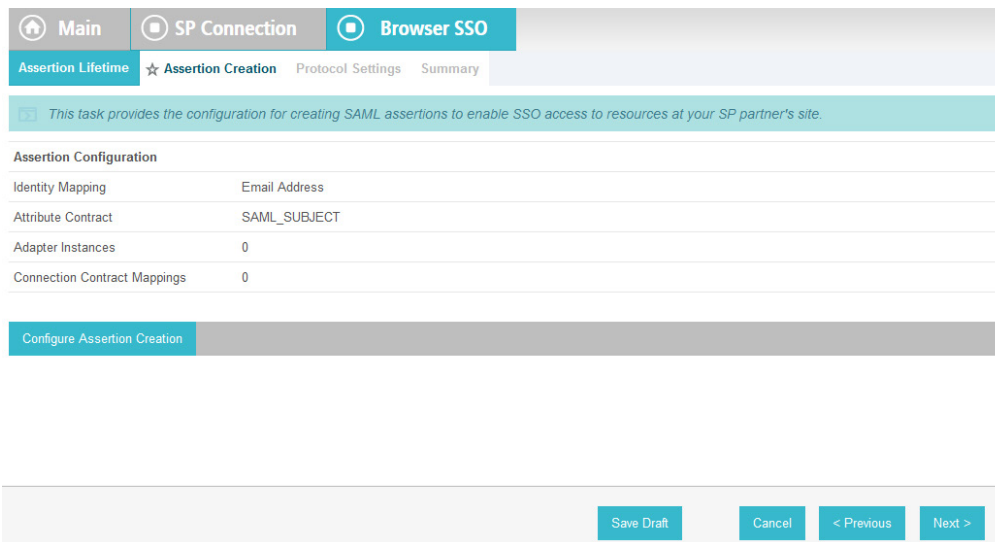 Main SP Connection Browser SSO
Assertion Lifetime Assertion Creation Protocol Settings Summary
This task provides the configuration for creating SAML assertions to enable SSO access to resources at your SP partner's site.
Assertion Configuration
Identity Mapping Email Address
Attribute Contract SAML_SUBJECT
Adapter Instances 0
Connection Contract Mappings 0
Configure Assertion Creation
Save Draft Cancel < Previous Next >